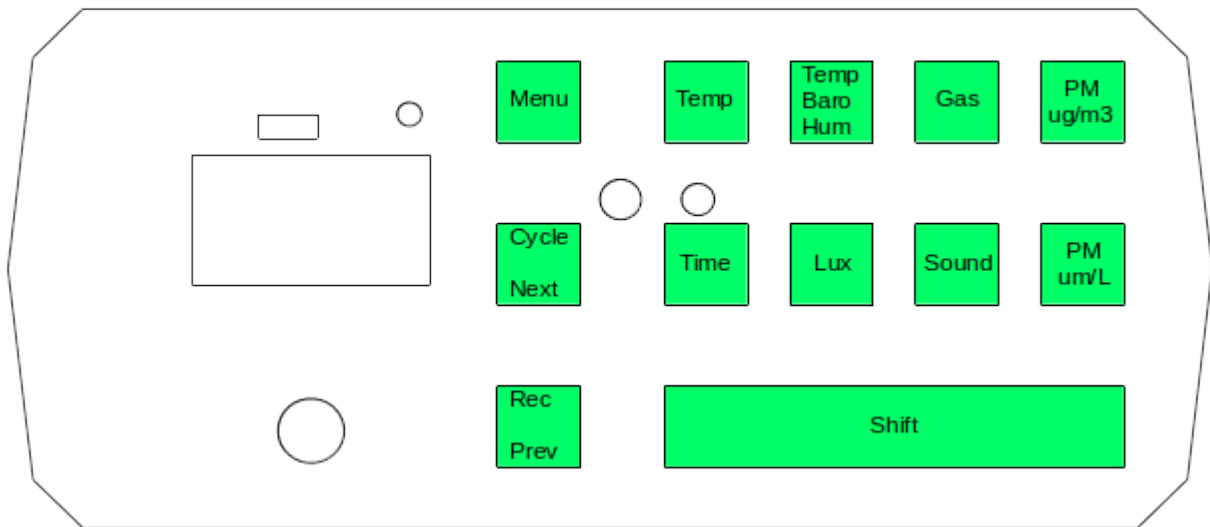 Menu
Temp
Temp
Baro
Hum
Gas
PM
ug/m3
Cycle
Next
Time
Lux
Sound
PM
um/L
Rec
Prev
Shift